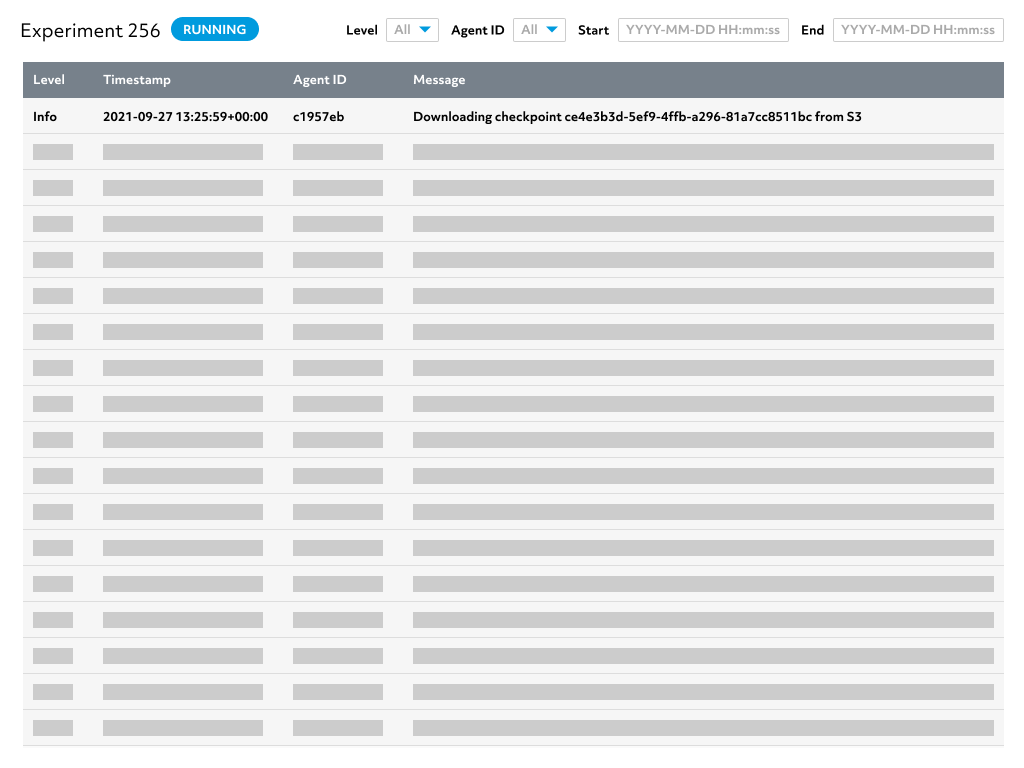 Experiment 256 RUNNING Level All Agent ID All Start YYYY-MM-DD HH:mm:ss End YYYY-MM-DD HH:mm:ss
Level Timestamp Agent ID Message
Info 2021-09-27 13:25:59+00:00 c1957eb Downloading checkpoint ce4e3b3d-5ef9-4ffb-a296-81a7cc8511bc from S3